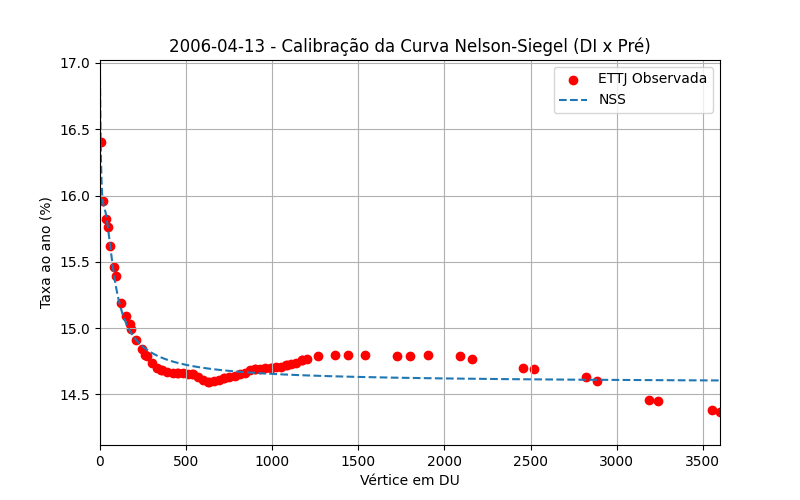 2006-04-13 - Calibração da Curva Nelson-Siegel (DI x Pré)
17.0
16.5
16.0
15.5
15.0
14.5
Taxa ao ano (%)
ETTJ Observada
NSS
0
500
1000
1500
2000
2500
3000
3500
Vértice em DU